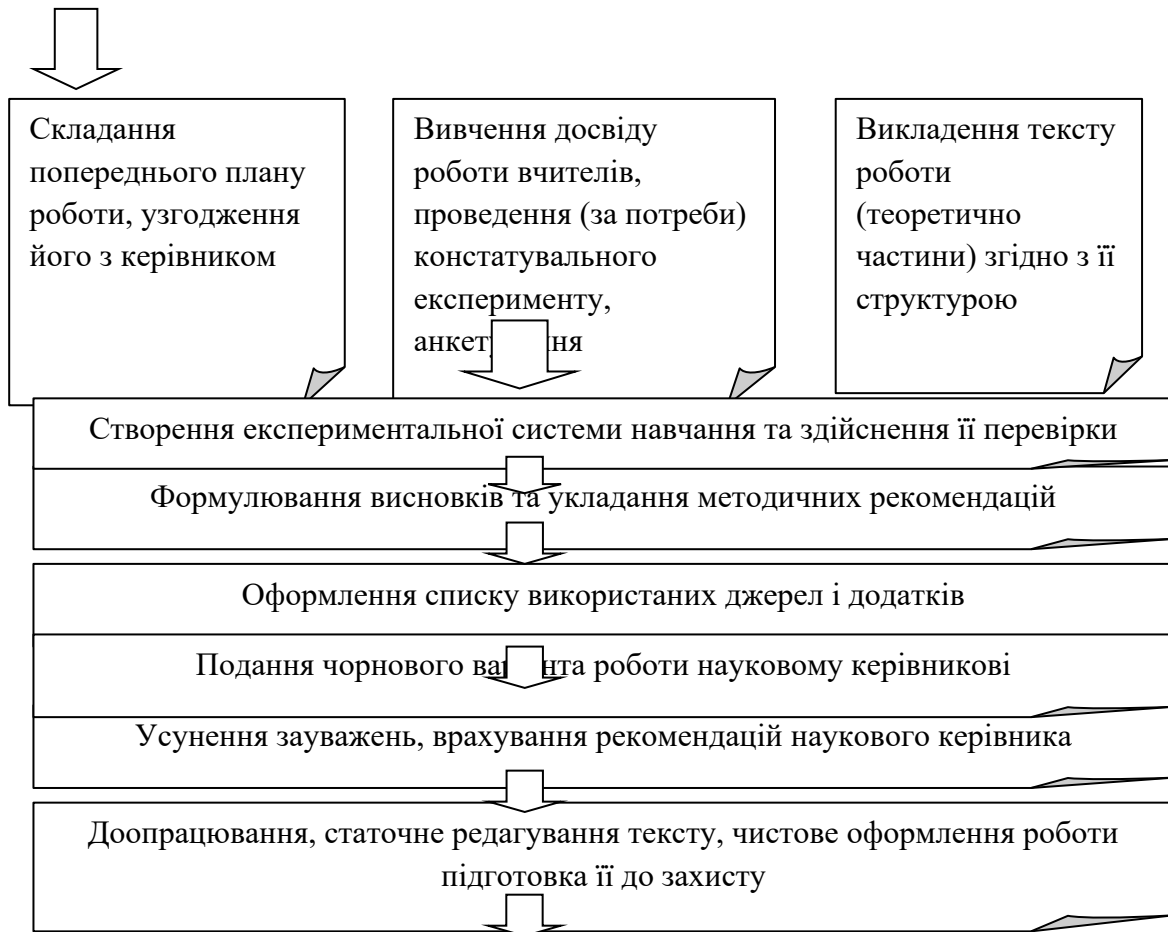 Складання
попереднього плану
роботи, узгодження
його з керівником
Вивчення досвіду
роботи вчителів,
проведення (за потреби)
констатувального
експерименту,
Викладення тексту
роботи
(теоретично
частини) згідно з її
структурою
Створення експериментальної системи навчання та здійснення її перевірки
Формулювання висновків та укладання методичних рекомендацій
Оформлення списку використаних джерел і додатків
Подання чорнового роботи науковому керівникові
Усунення зауважень, врахування рекомендацій наукового керівника
Доопрацювання, статочне редагування тексту, чистове оформлення роботи
підготовка її до захисту